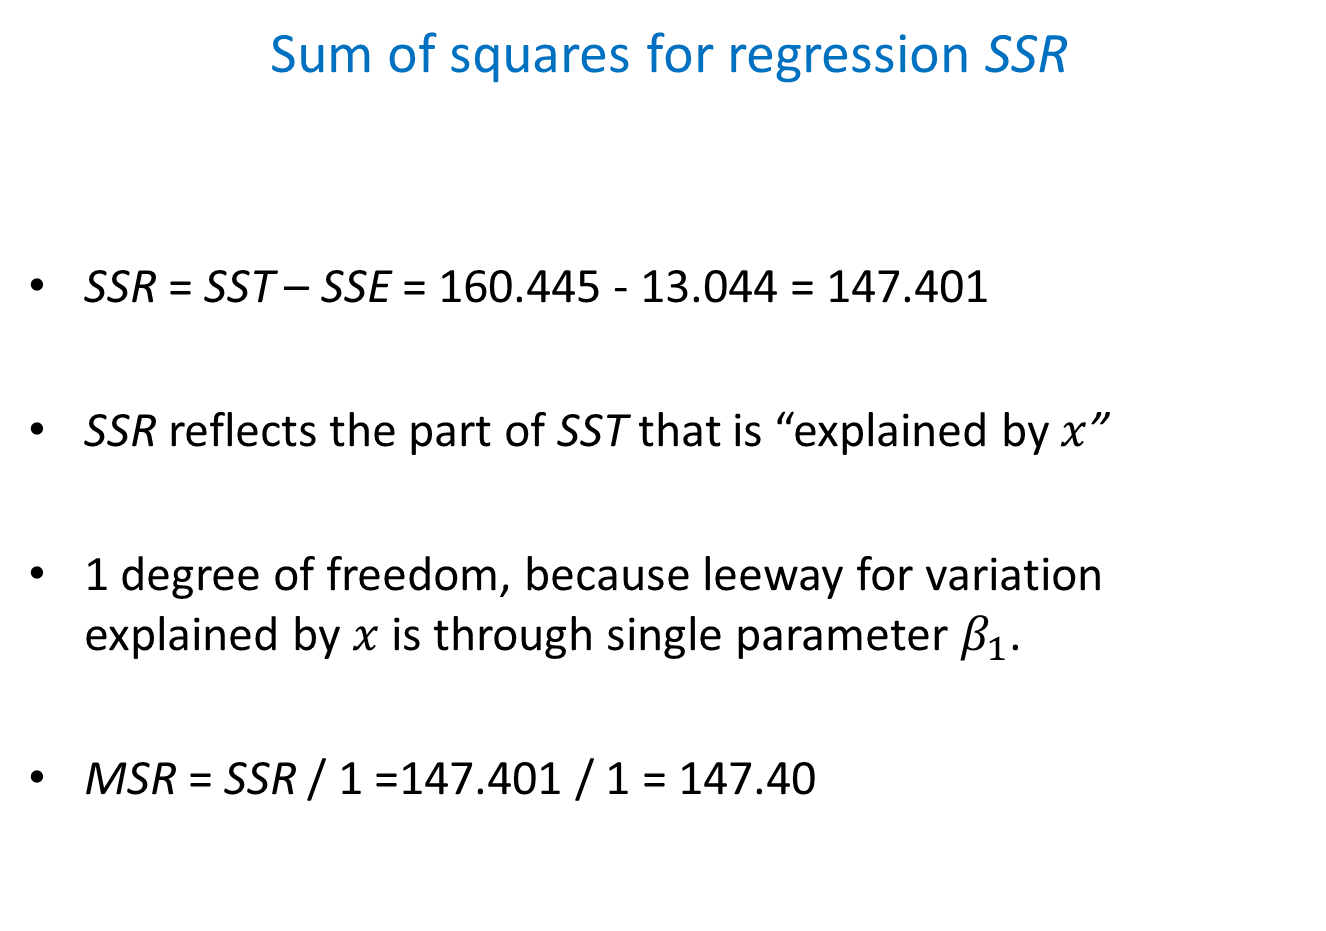 Sum of squares for regression SSR
• SSR = SST – SSE = 160.445 - 13.044 = 147.401
• SSR reflects the part of SST that is “explained by x”
• 1 degree of freedom, because leeway for variation
explained by x is through single parameter β₁.
• MSR = SSR / 1 =147.401 / 1 = 147.40